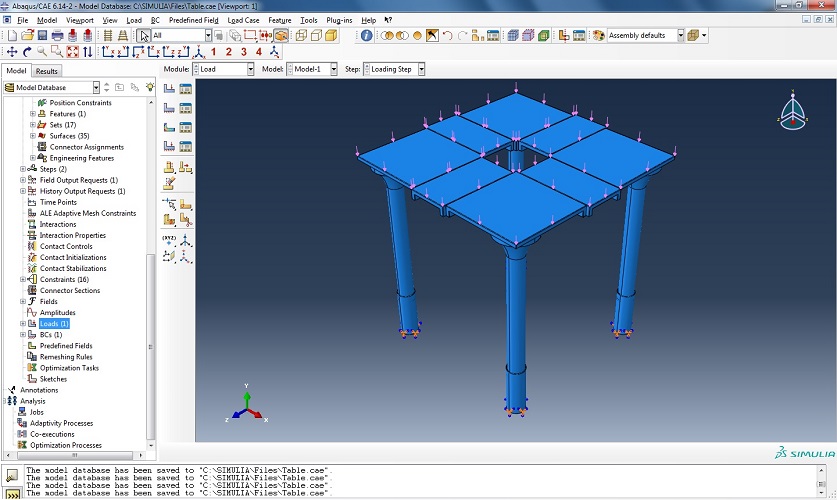 Abaqus/CAE 6.14-2 - Model Database: C:\SIMULIA\Files\Table.cae [Viewport: 1]
File Model Viewport View Load BC Predefined Field Load Case Feature Tools Plug-ins Help
All Assembly defaults
1 2 3
Model Results Module: Load Model: Model-1 Step: Loading Step
Model Database
Position Constraints
Features (1)
Sets (17)
Surfaces (35)
Connector Assignments
Engineering Features
Steps (2)
Field Output Requests (1)
History Output Requests (1)
Time Points
ALE Adaptive Mesh Constraints
Interactions
Interaction Properties
Contact Controls
Contact Initializations
Contact Stabilizations
Constraints (16)
Connector Sections
Fields
Amplitudes
Loads (1)
BCs (1)
Predefined Fields
Remeshing Rules
Optimization Tasks
Sketches
Annotations
Analysis
Jobs
Adaptivity Processes
Co-executions
Optimization Processes
(XYZ)
Y
Z X
SIMULIA
The model database has been saved to "C:\SIMULIA\Files\Table.cae".
The model database has been saved to "C:\SIMULIA\Files\Table.cae".
The model database has been saved to "C:\SIMULIA\Files\Table.cae".
The model database has been saved to "C:\SIMULIA\Files\Table.cae".